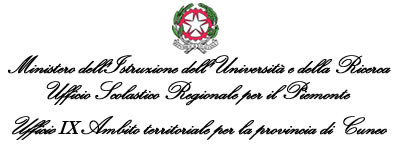 Ministero dell'Istruzione dell'Università e della Ricerca
Ufficio Scolastico Regionale per il Piemonte
Ufficio IX Ambito territoriale per la provincia di Cuneo